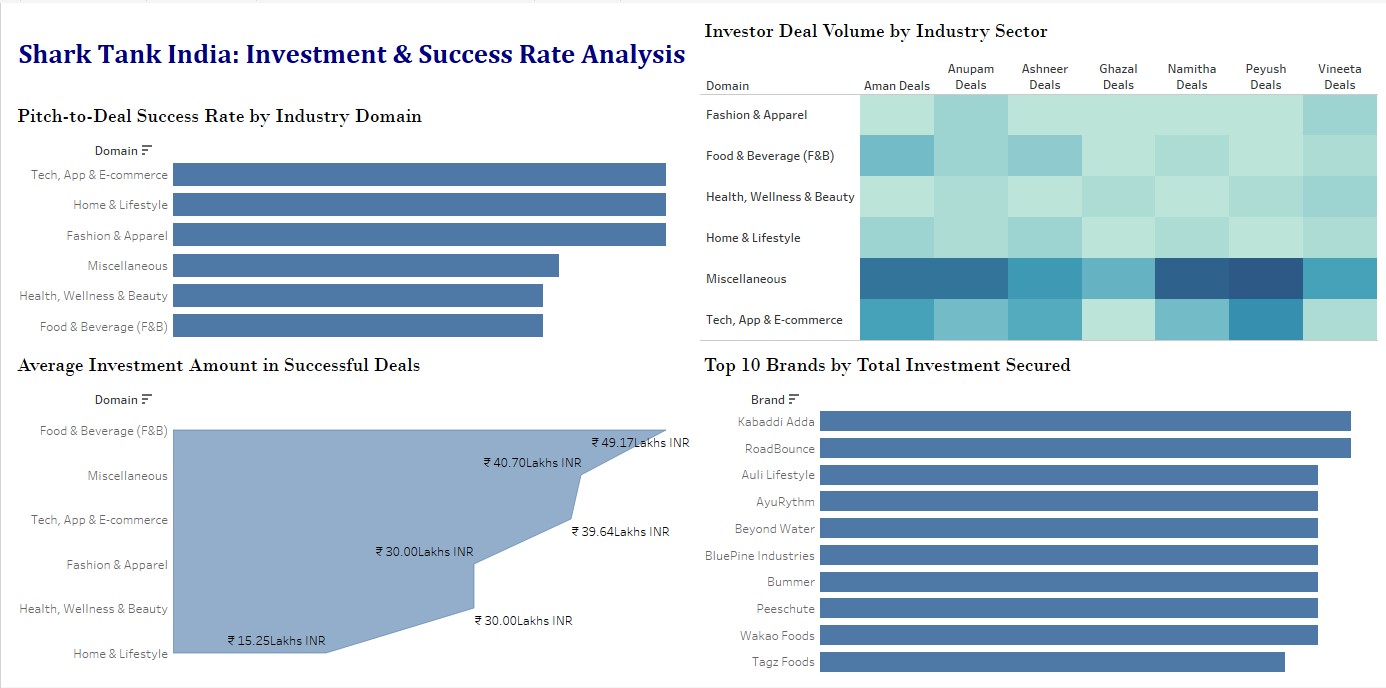 Shark Tank India: Investment & Success Rate Analysis
Pitch-to-Deal Success Rate by Industry Domain
Domain
Tech, App & E-commerce
Home & Lifestyle
Fashion & Apparel
Miscellaneous
Health, Wellness & Beauty
Food & Beverage (F&B)
Average Investment Amount in Successful Deals
Domain
Food & Beverage (F&B)
₹ 49.17Lakhs INR
₹ 40.70Lakhs INR
Miscellaneous
Tech, App & E-commerce
₹ 39.64Lakhs INR
₹ 30.00Lakhs INR
Fashion & Apparel
Health, Wellness & Beauty
₹ 30.00Lakhs INR
₹ 15.25Lakhs INR
Home & Lifestyle
Investor Deal Volume by Industry Sector
Domain
Aman Deals
Anupam
Deals
Ashneer
Deals
Ghazal
Deals
Namitha
Deals
Peyush
Deals
Vineeta
Deals
Fashion & Apparel
Food & Beverage (F&B)
Health, Wellness & Beauty
Home & Lifestyle
Miscellaneous
Tech, App & E-commerce
Top 10 Brands by Total Investment Secured
Brand
Kabaddi Adda
RoadBounce
Auli Lifestyle
AyuRythm
Beyond Water
BluePine Industries
Bummer
Peeschute
Wakao Foods
Tagz Foods